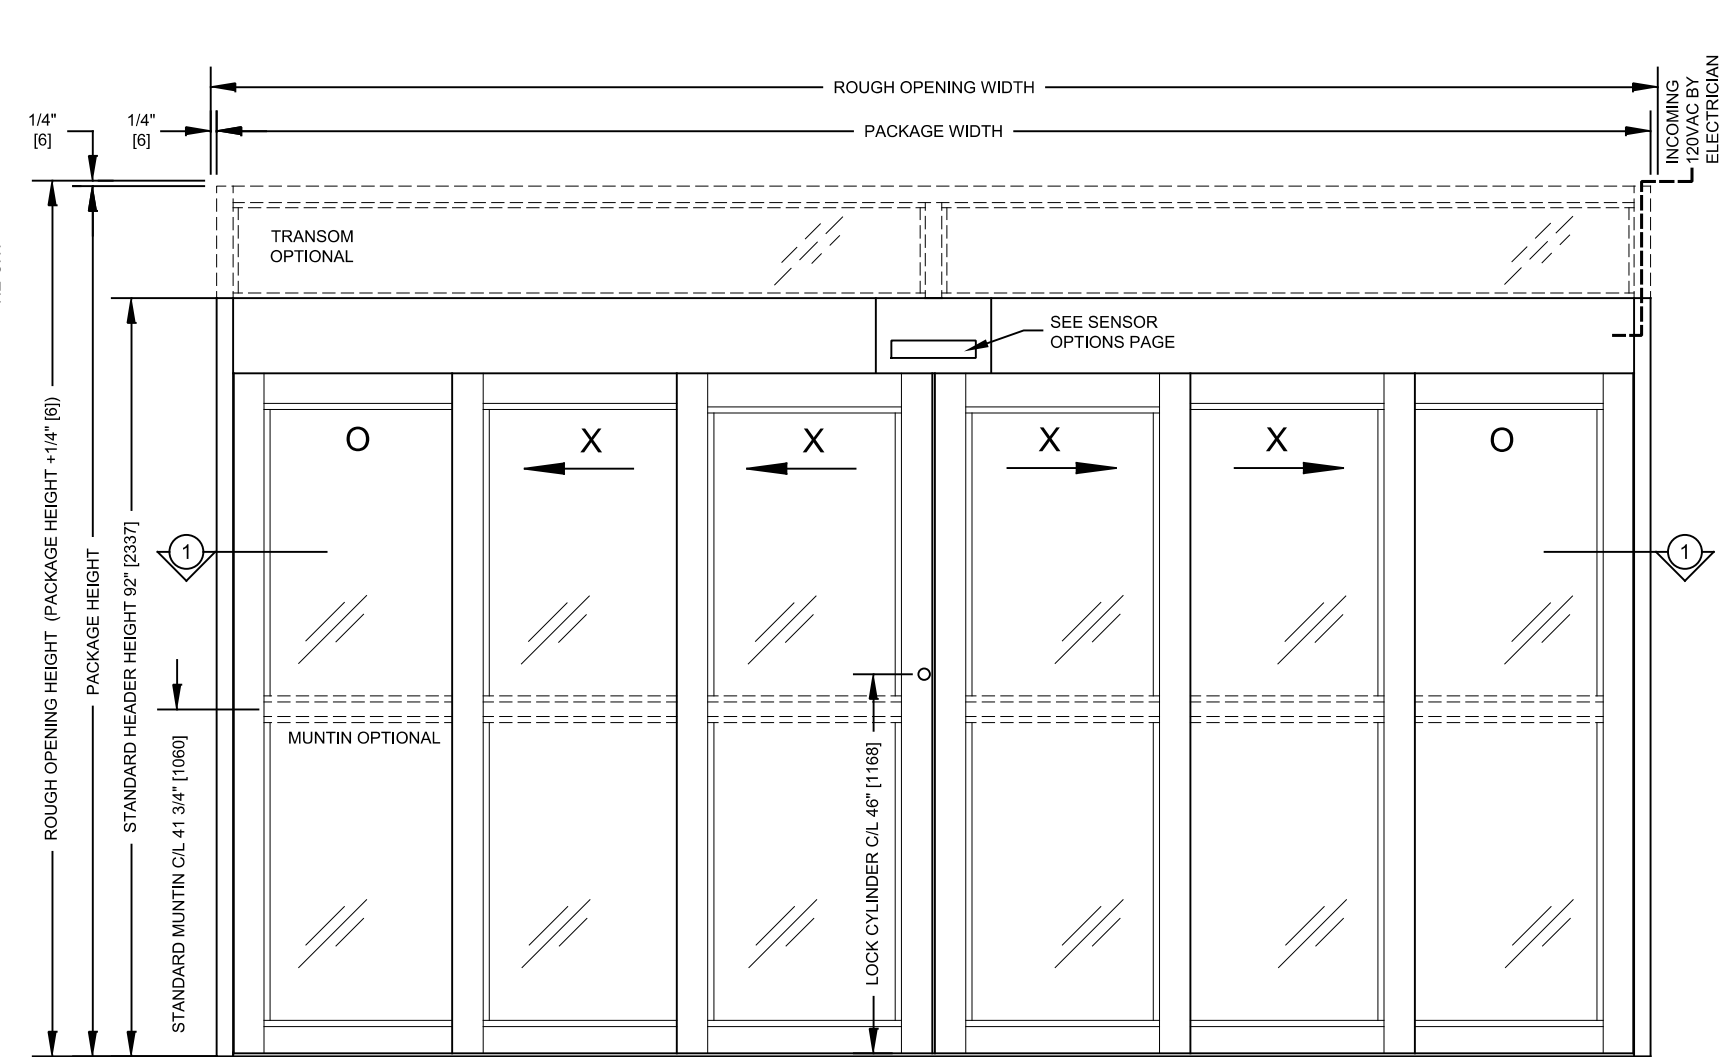 ROUGH OPENING WIDTH
PACKAGE WIDTH
1/4"
[6]
1/4"
[6]
INCOMING
120VAC BY
ELECTRICIAN
TRANSOM
OPTIONAL
SEE SENSOR
OPTIONS PAGE
O
X
X
X
X
O
1
1
ROUGH OPENING HEIGHT (PACKAGE HEIGHT +1/4" [6])
PACKAGE HEIGHT
STANDARD HEADER HEIGHT 92" [2337]
STANDARD MUNTIN C/L 41 3/4" [1060]
MUNTIN OPTIONAL
LOCK CYLINDER C/L 46" [1168]